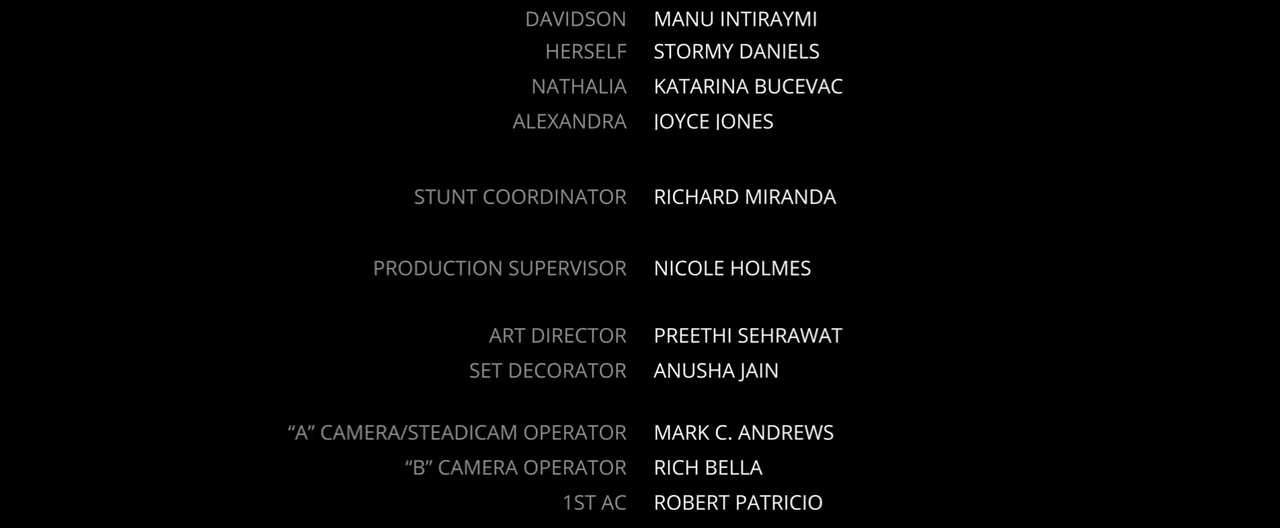 DAVIDSON MANU INTIRAYMI
HERSELF STORMY DANIELS
NATHALIA KATARINA BUCEVAC
ALEXANDRA JOYCE JONES
STUNT COORDINATOR RICHARD MIRANDA
PRODUCTION SUPERVISOR NICOLE HOLMES
ART DIRECTOR PREETHI SEHRAWAT
SET DECORATOR ANUSHA JAIN
“A” CAMERA/STEADICAM OPERATOR MARK C. ANDREWS
“B” CAMERA OPERATOR RICH BELLA
1ST AC ROBERT PATRICIO